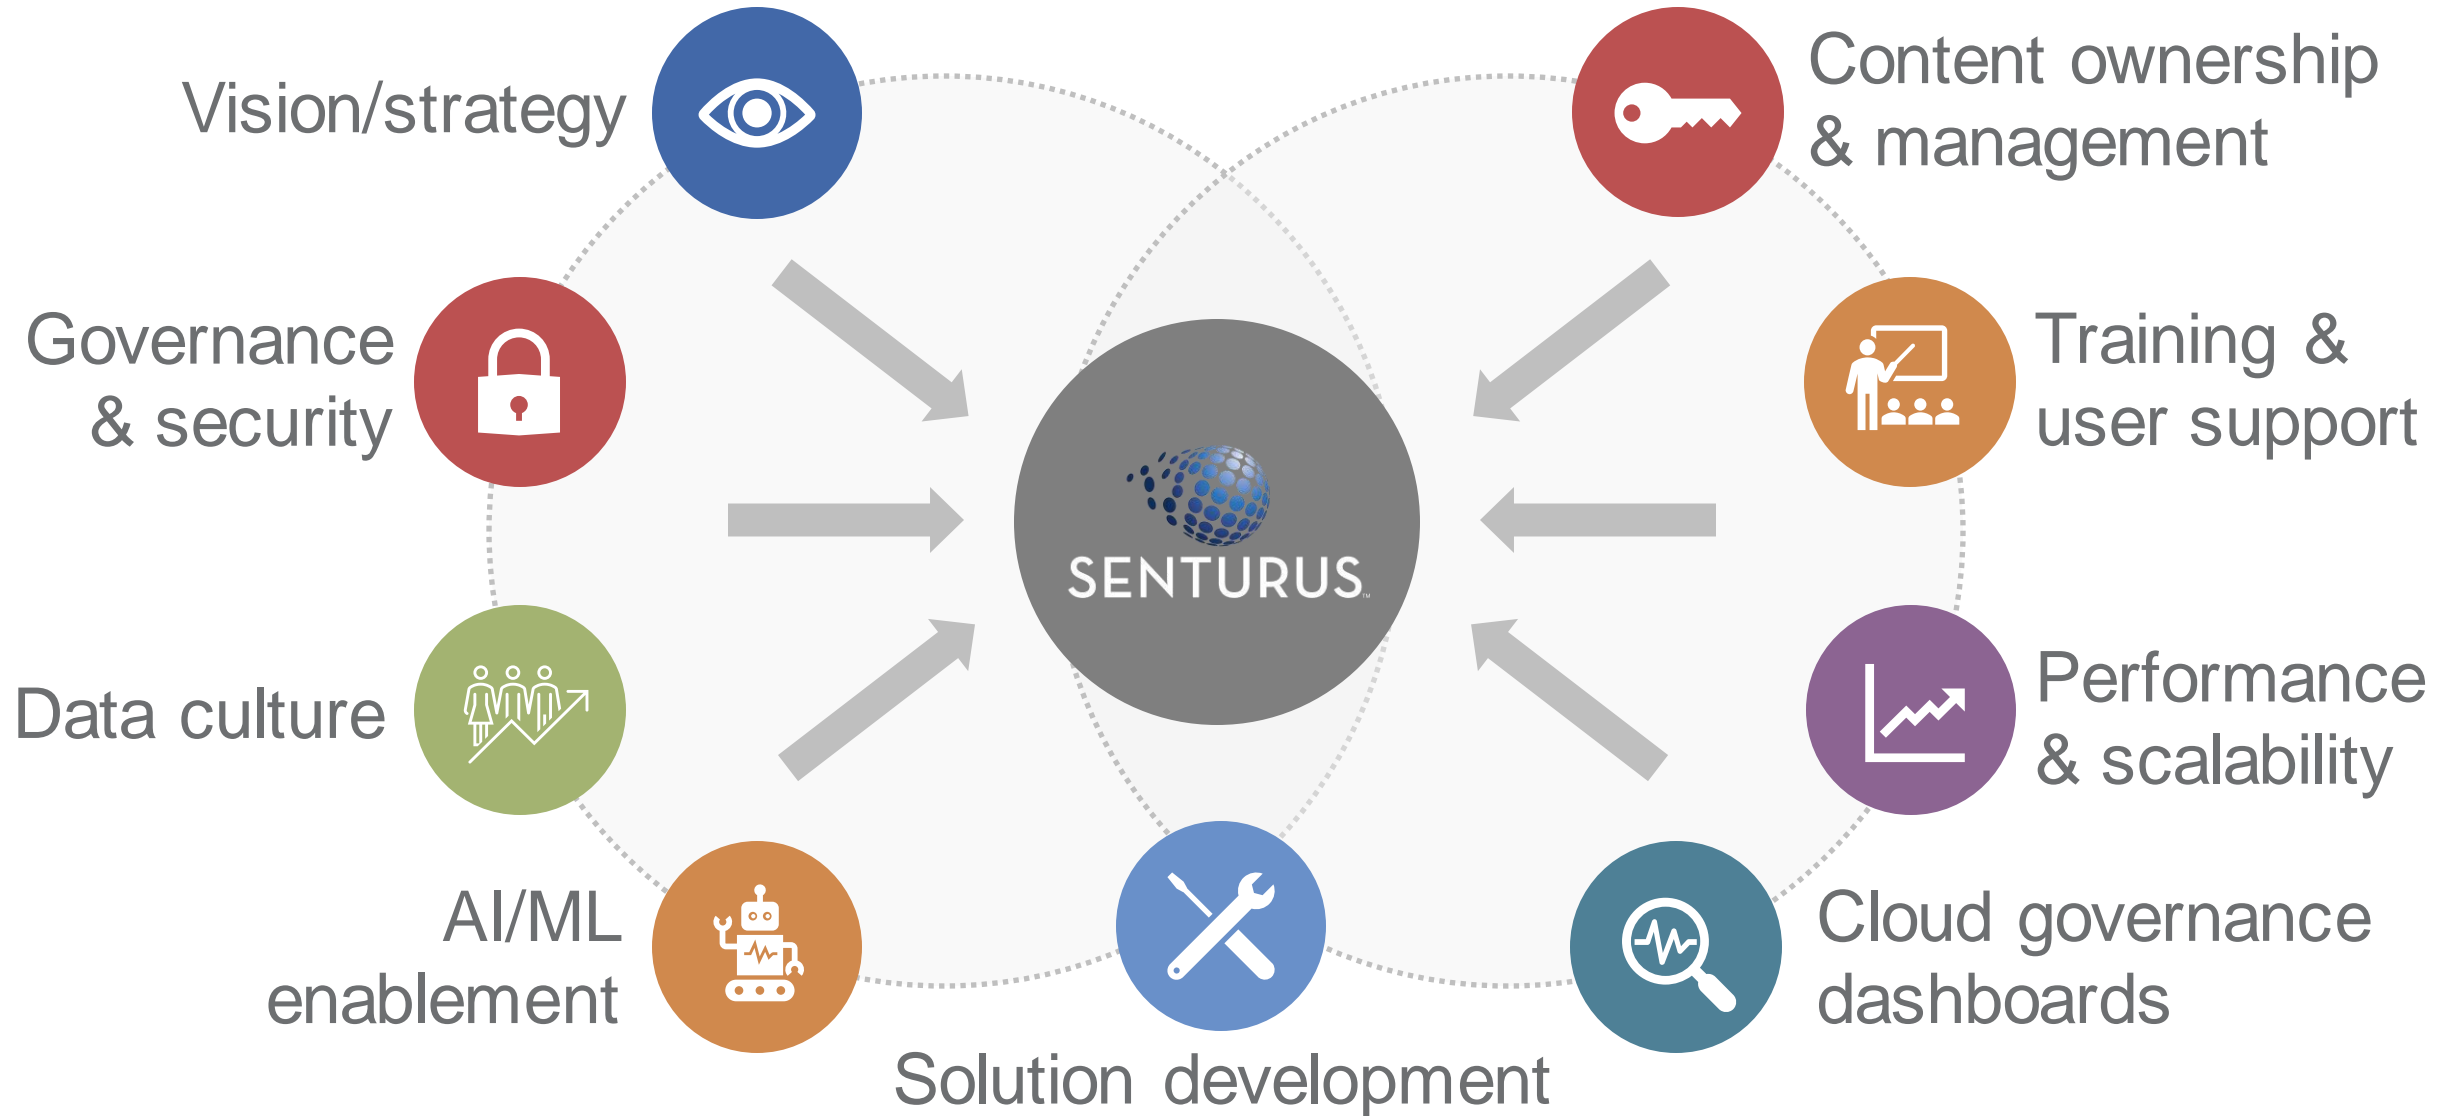 Vision/strategy
Governance
& security
Data culture
AI/ML
enablement
SENTURUS™
Solution development
Content ownership
& management
Training &
user support
Performance
& scalability
Cloud governance
dashboards